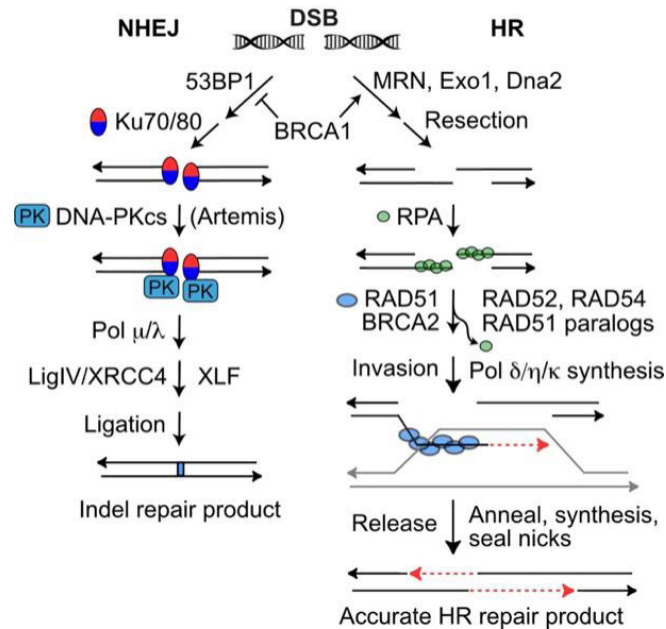 DSB
NHEJ
HR
53BP1
MRN, Exo1, Dna2
BRCA1
Ku70/80
Resection
PK DNA-PKcs (Artemis)
RPA
PK
PK
RAD51
BRCA2
RAD52, RAD54
RAD51 paralogs
Pol μ/λ
Invasion
Pol δ/η/κ synthesis
LigIV/XRCC4
XLF
Ligation
Indel repair product
Release
Anneal, synthesis,
seal nicks
Accurate HR repair product